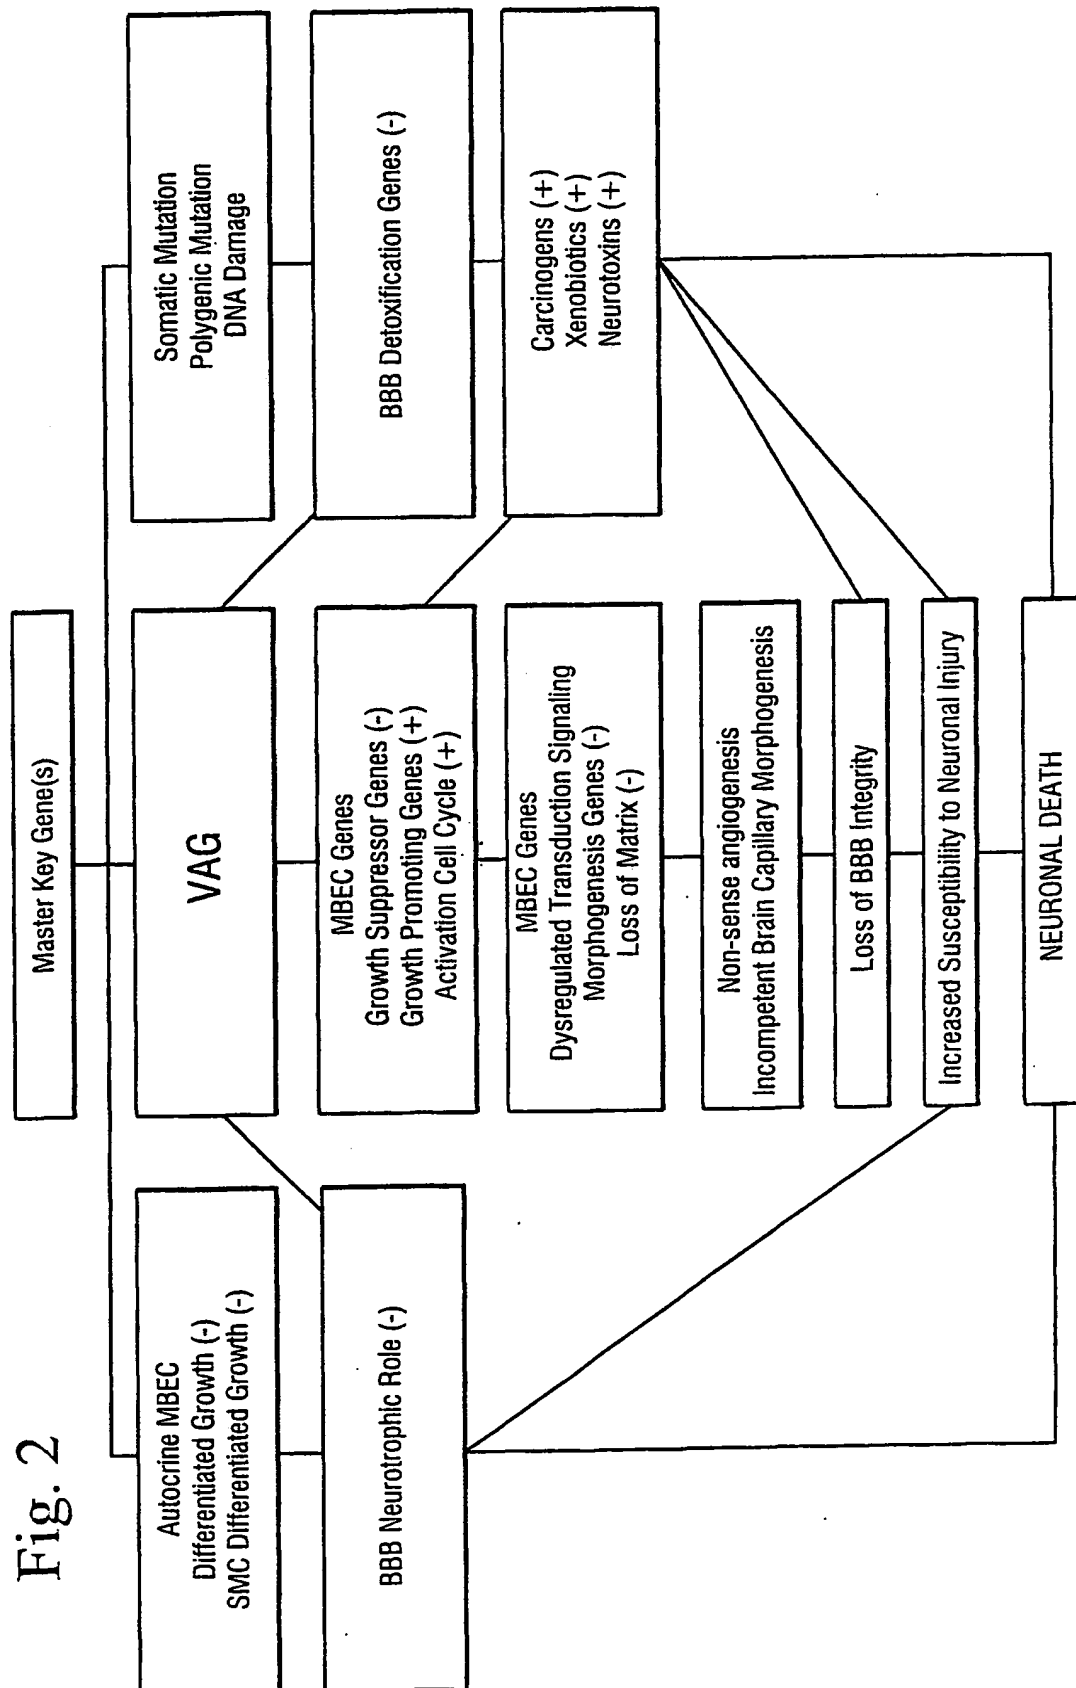 Fig. 2
Master Key Gene(s)
Autocrine MBEC
Differentiated Growth (-)
SMC Differentiated Growth (-)
VAG
Somatic Mutation
Polygenic Mutation
DNA Damage
BBB Neurotrophic Role (-)
MBEC Genes
Growth Suppressor Genes (-)
Growth Promoting Genes (+)
Activation Cell Cycle (+)
BBB Detoxification Genes (-)
MBEC Genes
Dysregulated Transduction Signaling
Morphogenesis Genes (-)
Loss of Matrix (-)
Carcinogens (+)
Xenobiotics (+)
Neurotoxins (+)
Non-sense angiogenesis
Incompetent Brain Capillary Morphogenesis
Loss of BBB Integrity
Increased Susceptibility to Neuronal Injury
NEURONAL DEATH